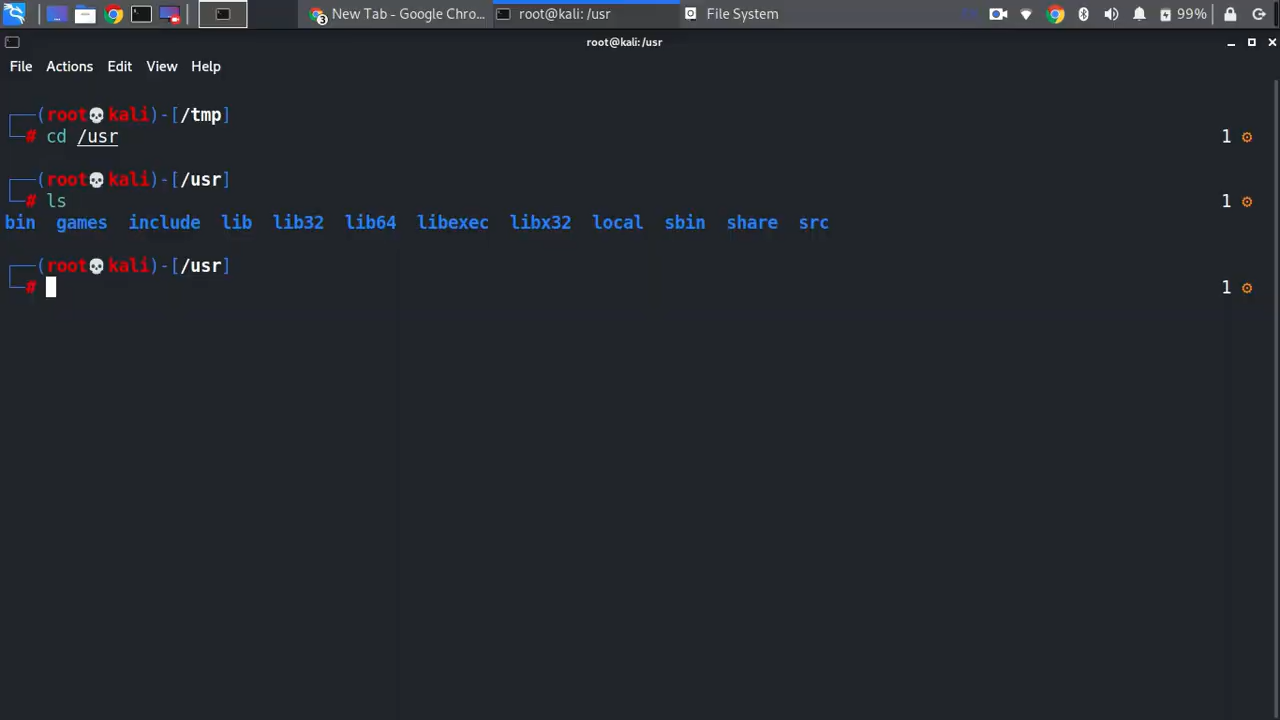 3 New Tab - Google Chro... root@kali: /usr File System 99%
root@kali: /usr
File Actions Edit View Help
┌──(root💀kali)-[/tmp]
└─# cd /usr 1 ⚙
┌──(root💀kali)-[/usr]
└─# ls 1 ⚙
bin games include lib lib32 lib64 libexec libx32 local sbin share src
┌──(root💀kali)-[/usr]
└─# 1 ⚙